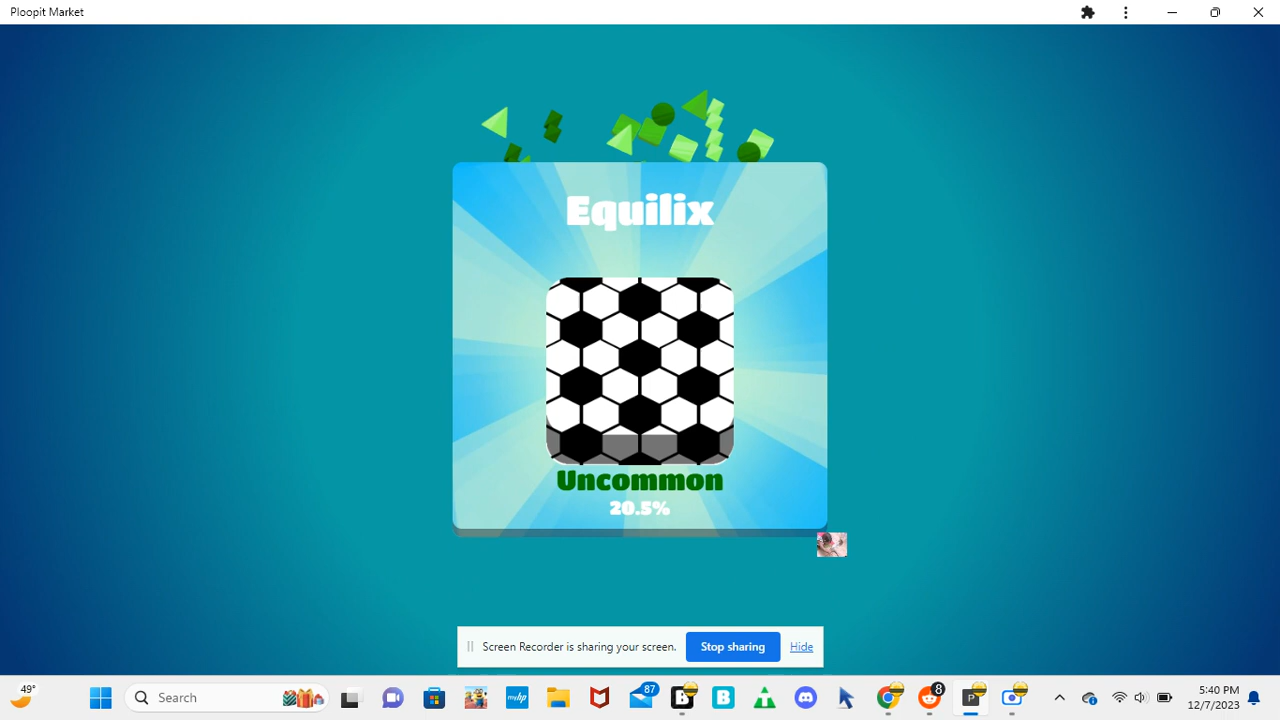 Ploopit Market
Equilix
Uncommon
20.5%
Screen Recorder is sharing your screen.
Stop sharing
Hide
49°
Search
myhp
87
B
B
8
P
5:40 PM
12/7/2023